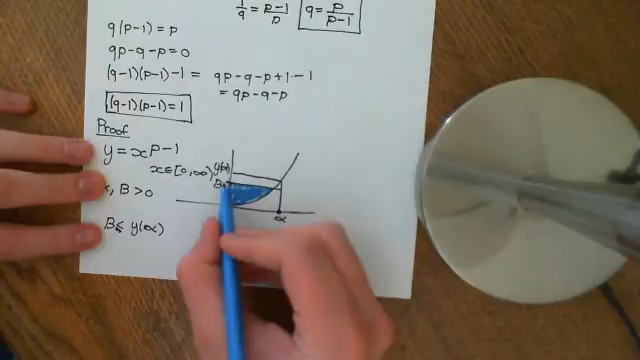 1/q = p-1/p   q = p/p-1
q(p-1) = p
qp-q-p=0
(q-1)(p-1)-1 = qp-q-p+1-1
= qp-q-p
(q-1)(p-1)=1
Proof
y = x^{p-1}
x∈[0,∞) y(α)
, B > 0   B
B ≤ y(α)   α